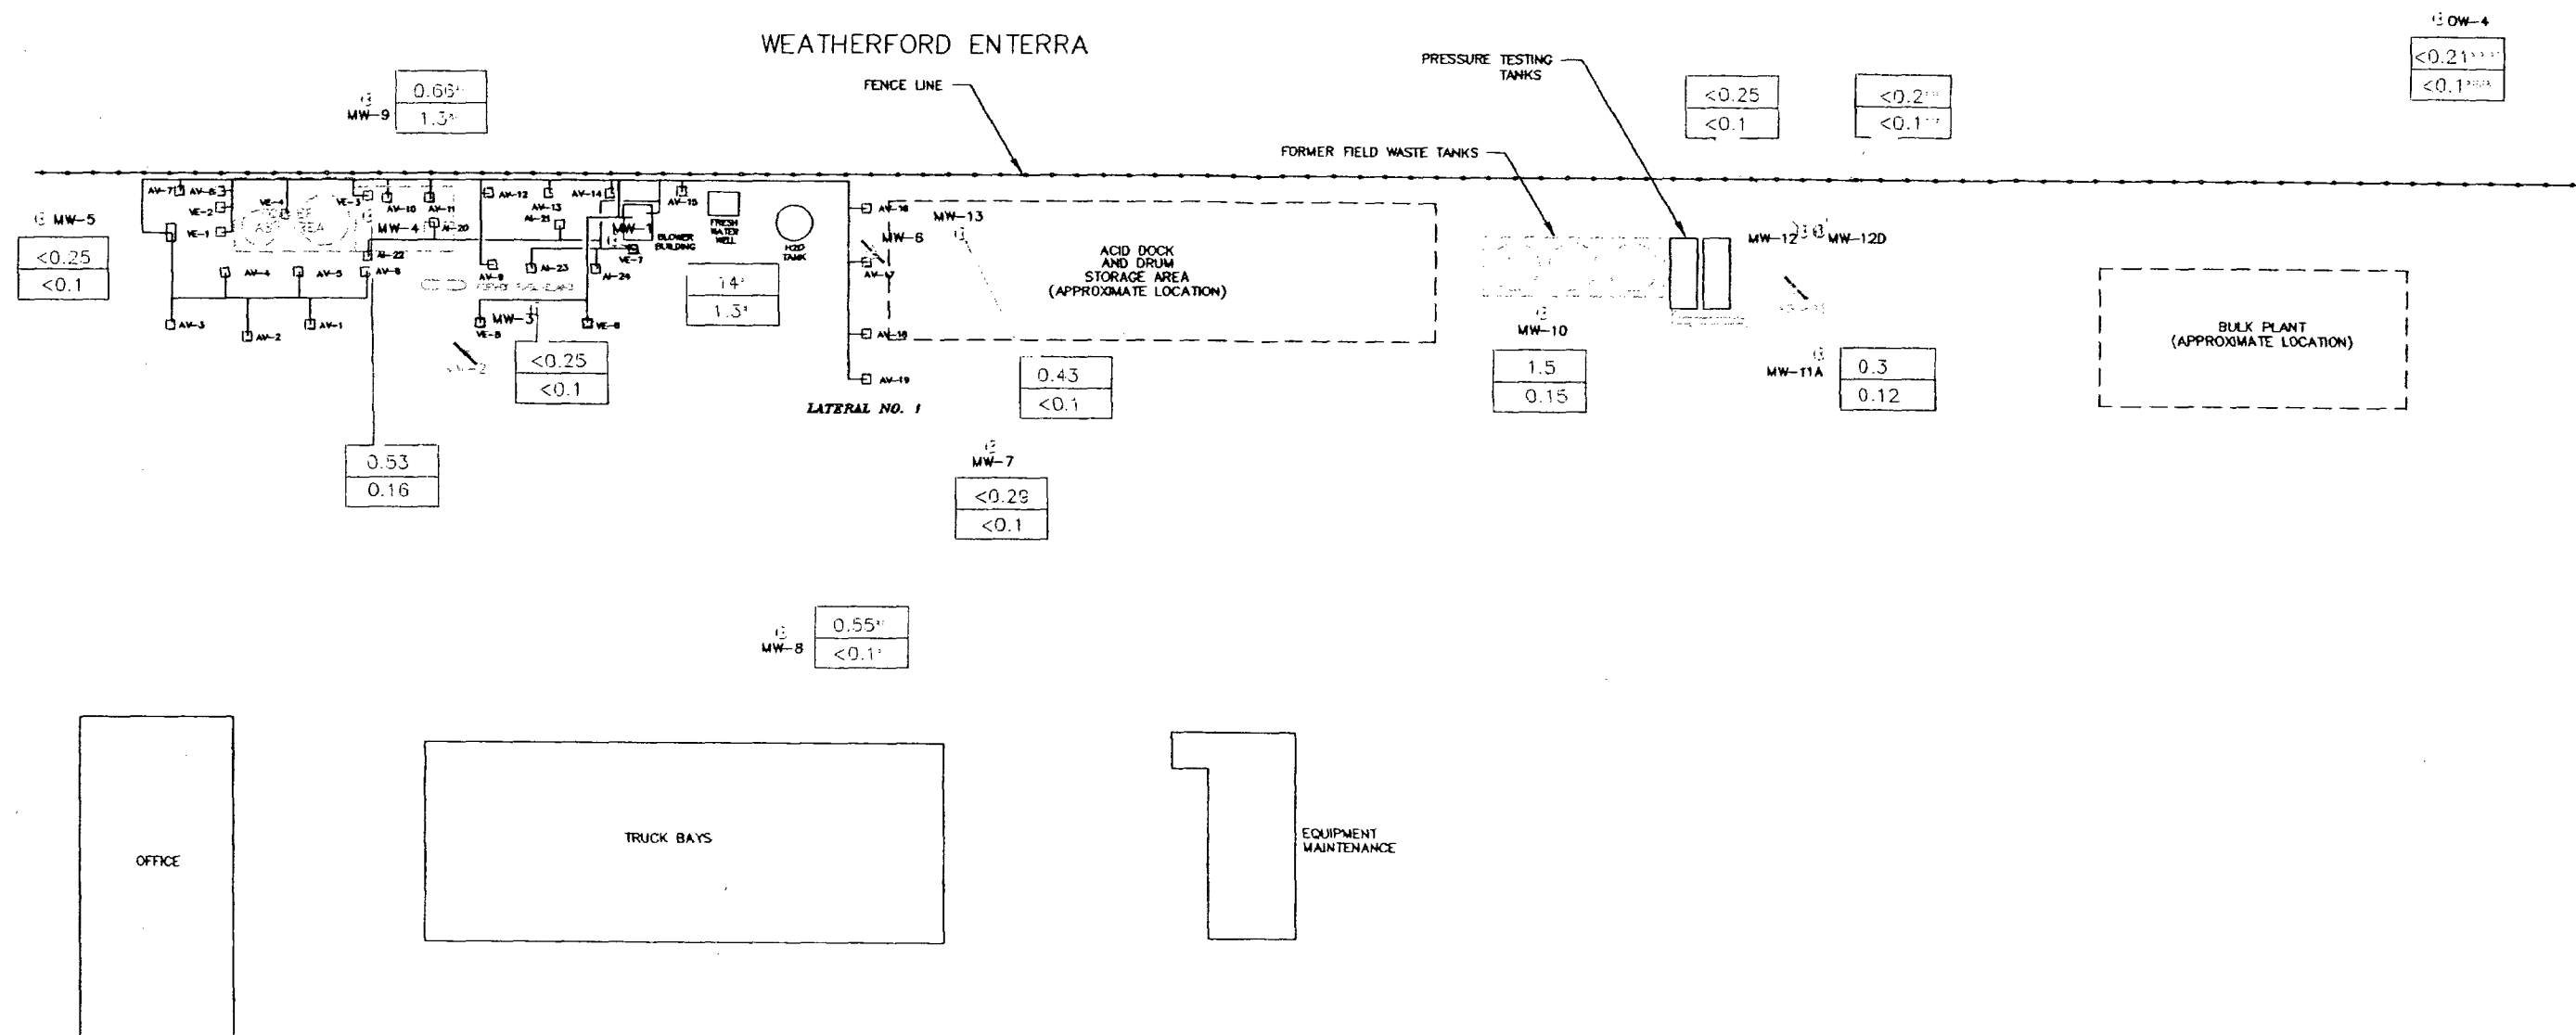 OW-4
<0.21
<0.1
WEATHERFORD ENTERRA
FENCE LINE
PRESSURE TESTING
TANKS
FORMER FIELD WASTE TANKS
MW-9
0.66
1.3
<0.25
<0.1
<0.2
<0.1
MW-5
<0.25
<0.1
AV-7
VE-2
VE-1
VE-4
VE-3
AV-10
AV-11
AV-12
AV-13
AV-14
AV-15
MW-4
AI-20
AI-21
MW-1
BLOWER
BUILDING
FRESH
WATER
WELL
H2O
TANK
AV-16
MW-13
MW-6
AV-17
ACID DOCK
AND DRUM
STORAGE AREA
(APPROXIMATE LOCATION)
MW-12
MW-12D
AI-22
AV-4
AV-5
AV-9
AI-23
AI-24
VE-7
14
1.3
AV-3
AV-2
AV-1
MW-3
VE-6
AV-18
AV-19
LATERAL NO. 1
<0.25
<0.1
0.43
<0.1
MW-10
1.5
0.15
MW-11A
0.3
0.12
BULK PLANT
(APPROXIMATE LOCATION)
0.53
0.16
MW-7
<0.29
<0.1
MW-8
0.55
<0.1
OFFICE
TRUCK BAYS
EQUIPMENT
MAINTENANCE